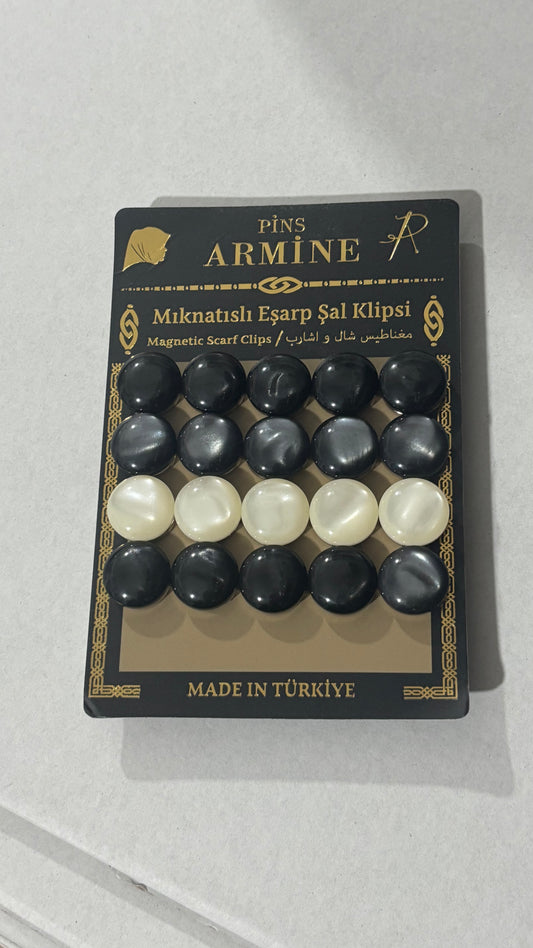 PİNS
ARMİNE
Mıknatıslı Eşarp Şal Klipsi
Magnetic Scarf Clips / مغناطيس شال و اشارب
MADE IN TÜRKİYE